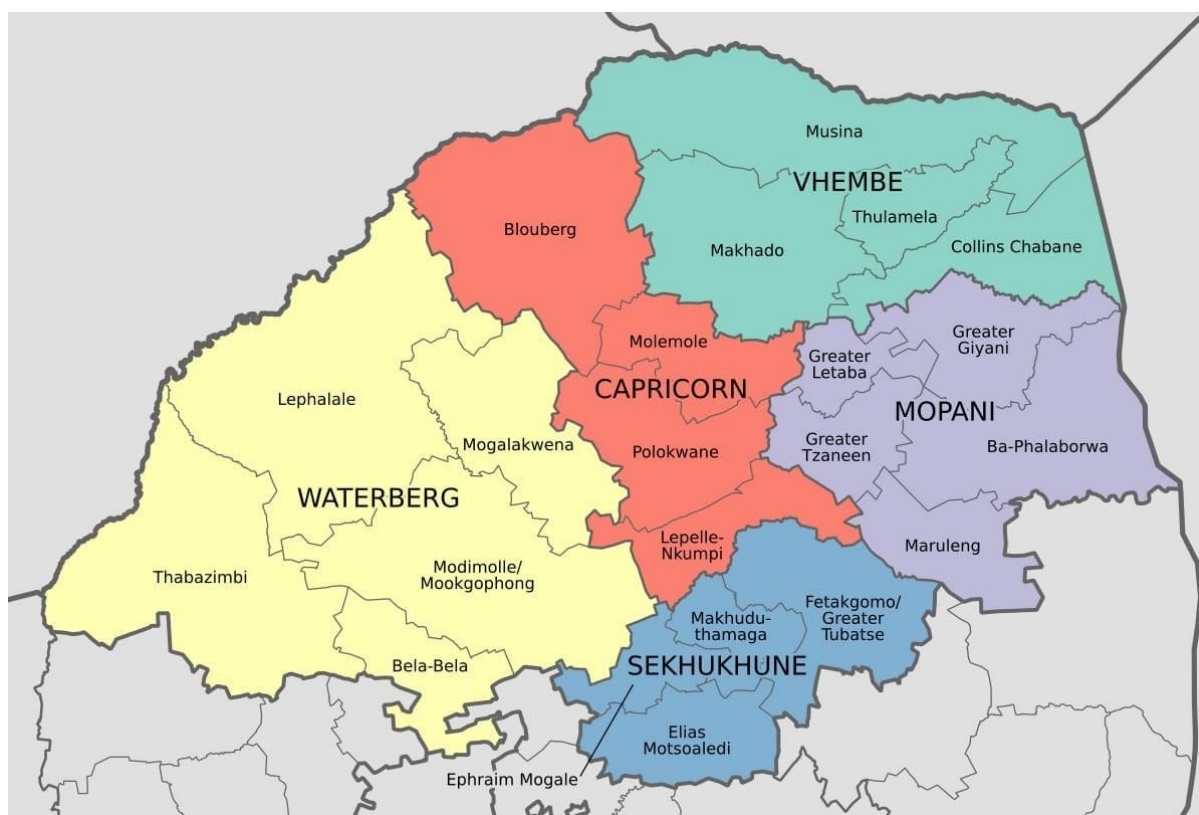 Musina
VHEMBE
Thulamela
Blouberg
Makhado
Collins Chabane
Molemole
Greater
Giyani
Greater
Letaba
CAPRICORN
Lephalale
MOPANI
Mogalakwena
Polokwane
Greater
Tzaneen
Ba-Phalaborwa
WATERBERG
Lepelle-
Nkumpi
Maruleng
Thabazimbi
Modimolle/
Mookgophong
Makhudu-
thamaga
Fetakgomo/
Greater
Tubatse
Bela-Bela
SEKHUKHUNE
Elias
Motsoaledi
Ephraim Mogale